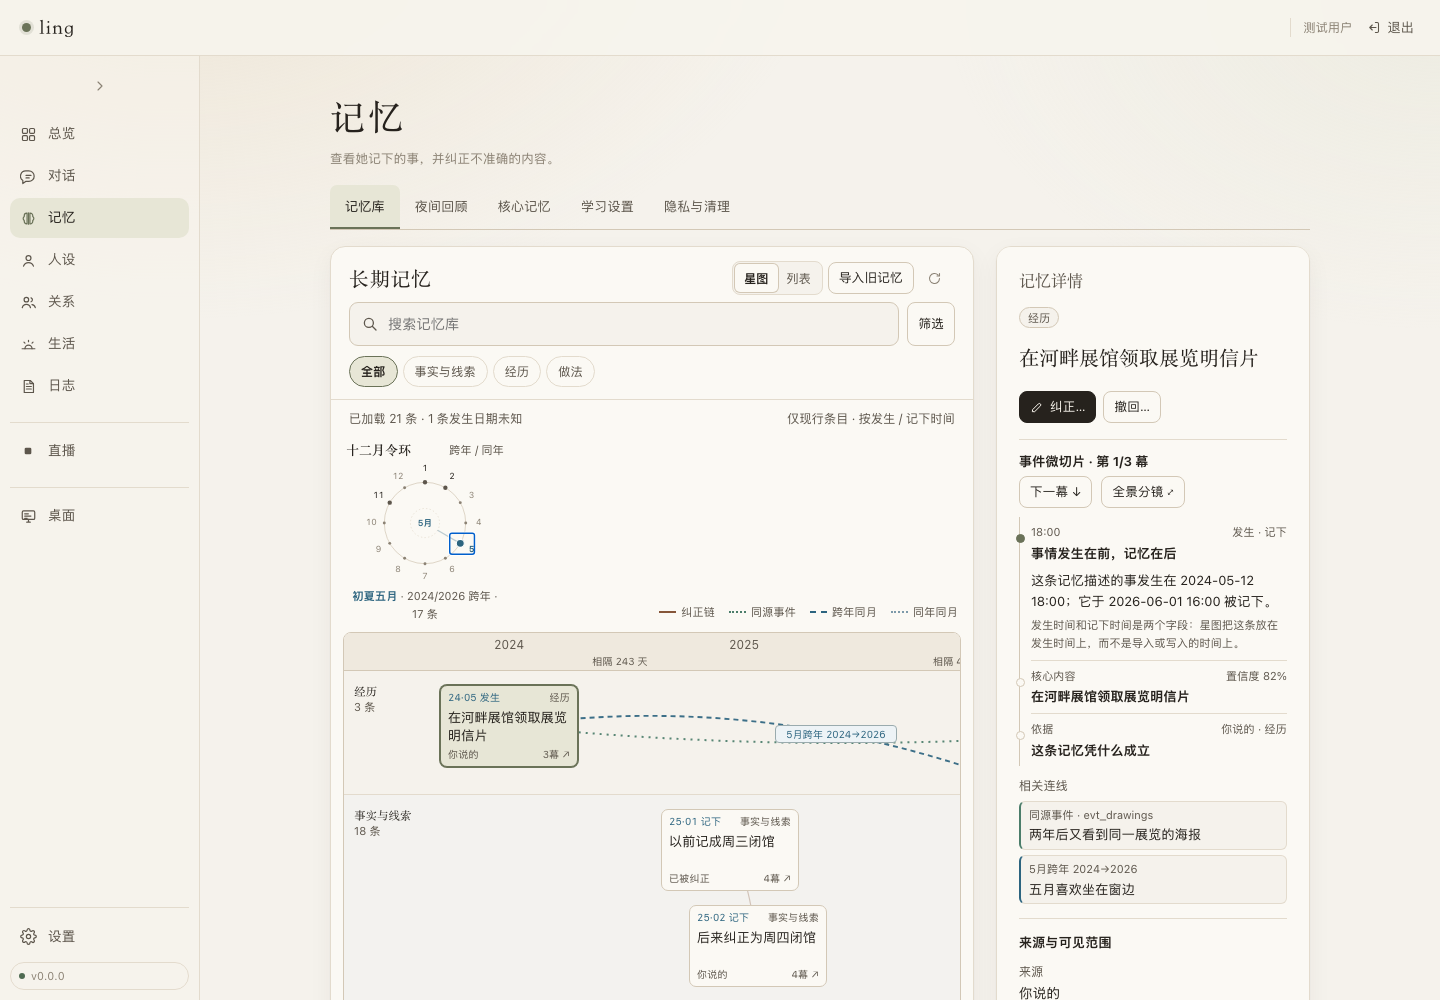 ling
测试用户
退出
总览
对话
记忆
人设
关系
生活
日志
直播
桌面
设置
v0.0.0
记忆
查看她记下的事，并纠正不准确的内容。
记忆库
夜间回顾
核心记忆
学习设置
隐私与清理
长期记忆
星图
列表
导入旧记忆
搜索记忆库
筛选
全部
事实与线索
经历
做法
已加载 21 条 · 1 条发生日期未知
仅现行条目 · 按发生 / 记下时间
十二月令环
跨年 / 同年
1
2
3
4
5
6
7
8
9
10
11
12
5月
初夏五月 · 2024/2026 跨年 ·
17 条
纠正链
同源事件
跨年同月
同年同月
2024
2025
相隔 243 天
相隔 4
经历
3 条
24·05 发生
经历
在河畔展馆领取展览
明信片
你说的
3幕 ↗
5月跨年 2024→2026
事实与线索
18 条
25·01 记下
事实与线索
以前记成周三闭馆
已被纠正
4幕 ↗
25·02 记下
事实与线索
后来纠正为周四闭馆
你说的
4幕 ↗
记忆详情
经历
在河畔展馆领取展览明信片
纠正…
撤回…
事件微切片 · 第 1/3 幕
下一幕 ↓
全景分镜 ⤢
18:00
发生 · 记下
事情发生在前，记忆在后
这条记忆描述的事发生在 2024-05-12
18:00；它于 2026-06-01 16:00 被记下。
发生时间和记下时间是两个字段：星图把这条放在
发生时间上，而不是导入或写入的时间上。
核心内容
置信度 82%
在河畔展馆领取展览明信片
依据
你说的 · 经历
这条记忆凭什么成立
相关连线
同源事件 · evt_drawings
两年后又看到同一展览的海报
5月跨年 2024→2026
五月喜欢坐在窗边
来源与可见范围
来源
你说的